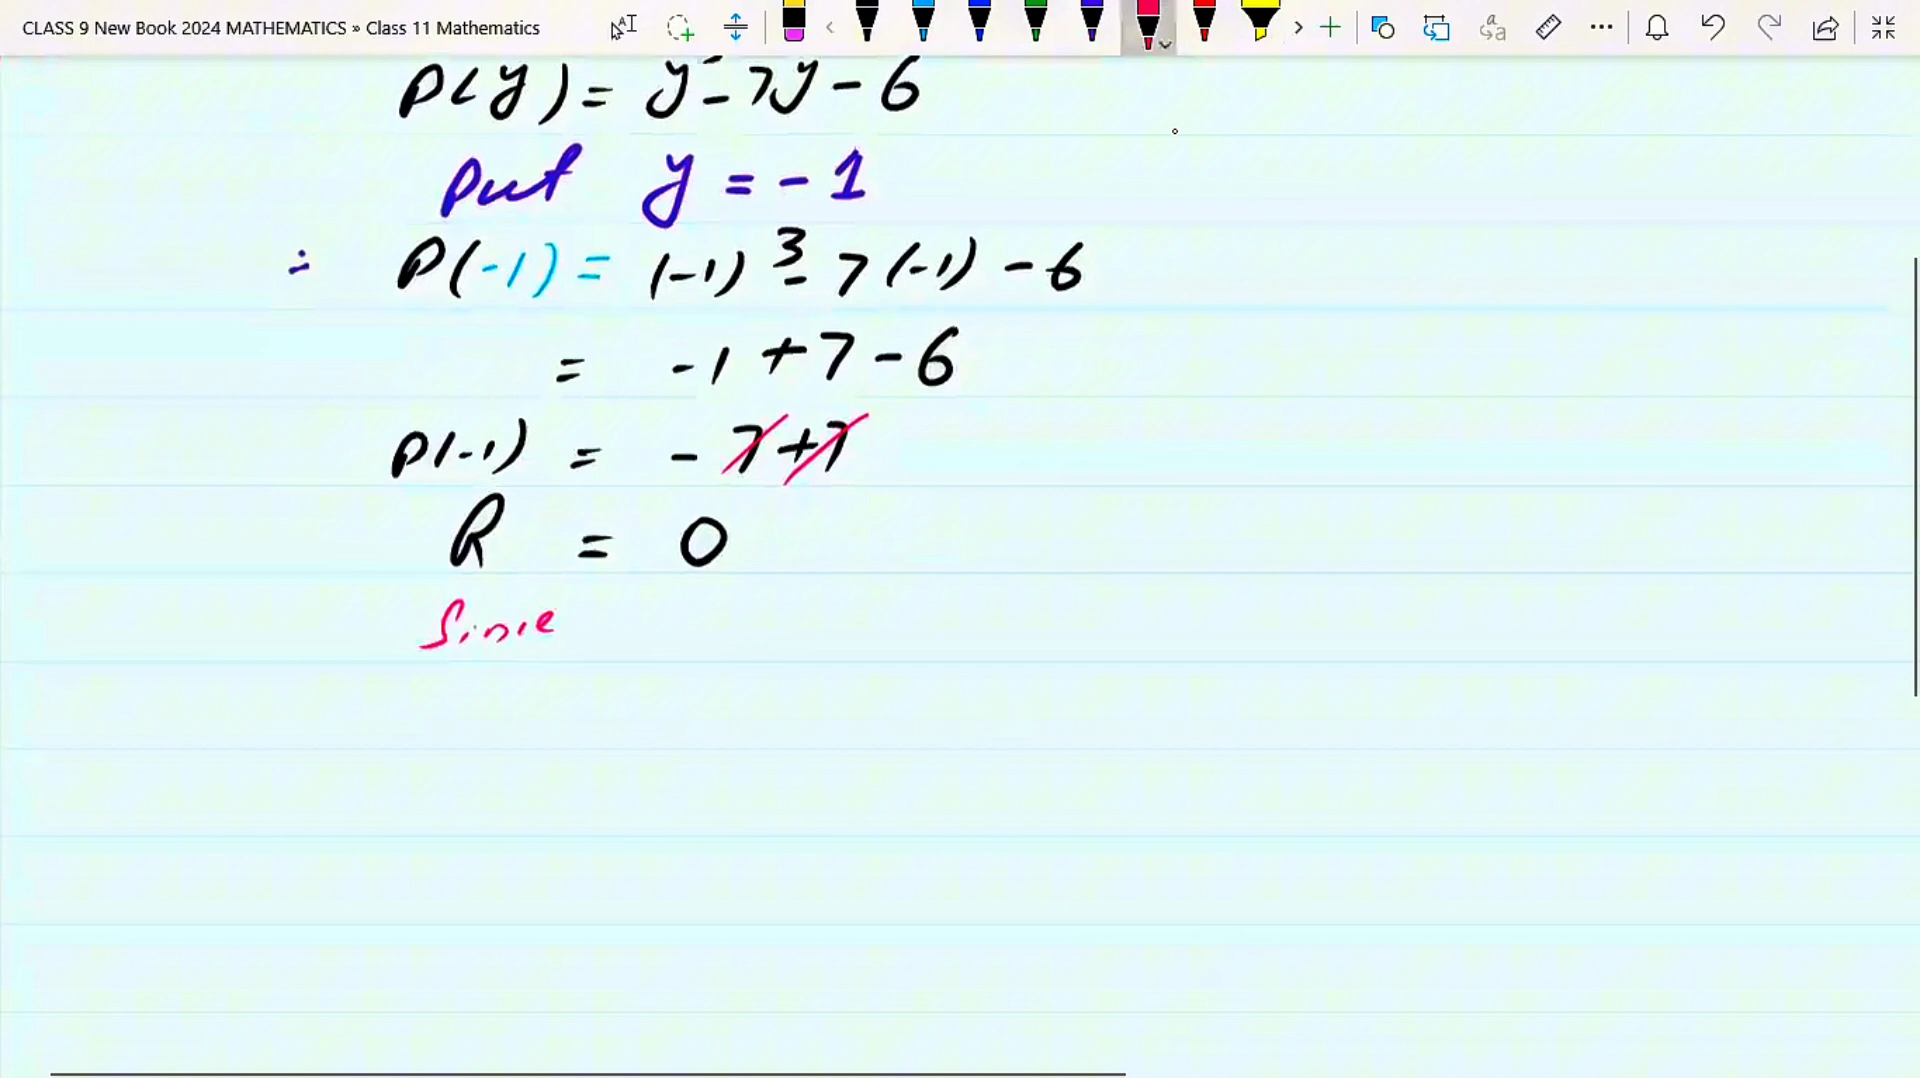 CLASS 9 New Book 2024 MATHEMATICS » Class 11 Mathematics
P(y) = y³ - 7y - 6
Put y = -1
∴ P(-1) = (-1)³ - 7(-1) - 6
= -1 + 7 - 6
P(-1) = - 7 + 7
R = 0
Since